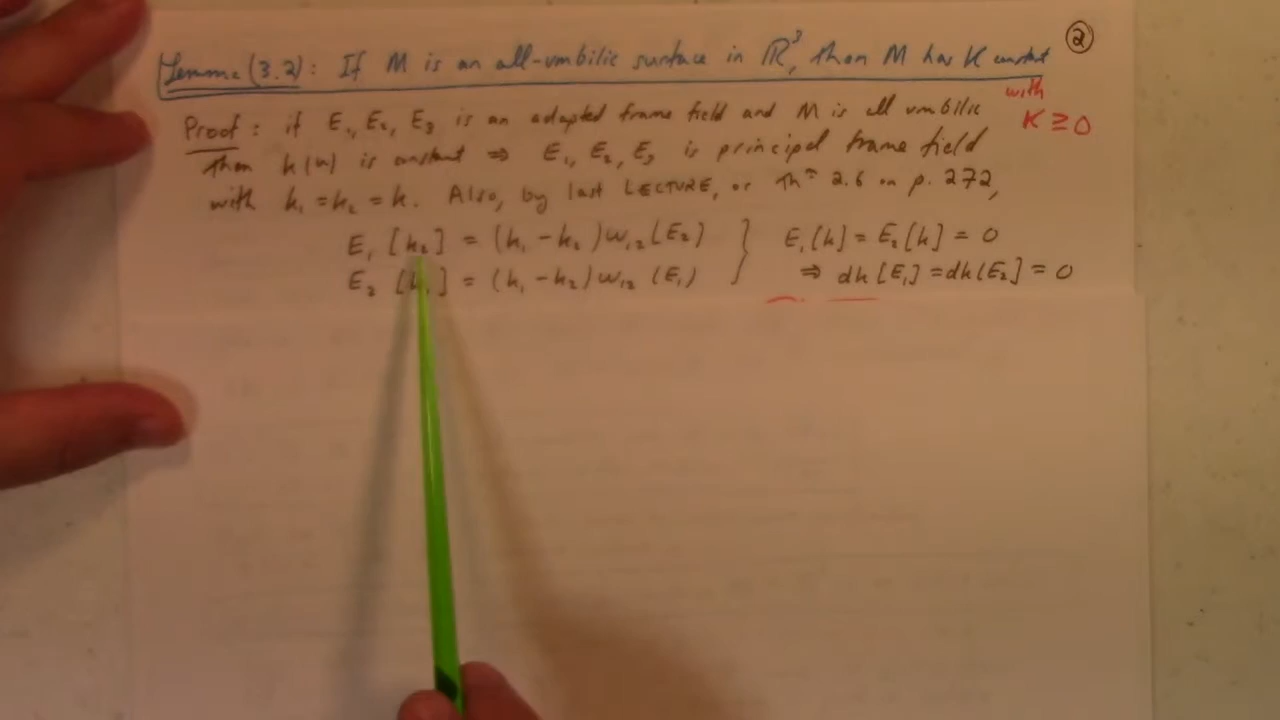 ②
Lemma (3.2): If M is an all-umbilic surface in ℝ³, then M has K constant
with
K ≥ 0
Proof: if E₁, E₂, E₃ is an adapted frame field and M is all umbilic
then k(u) is constant ⇒ E₁, E₂, E₃ is principal frame field
with k₁ = k₂ = k. Also, by last LECTURE, or Thᵐ 2.6 on p. 272,
E₁ [k₂] = (k₁ - k₂) ω₁₂ (E₂) } E₁[k] = E₂[k] = 0
E₂ [k₁] = (k₁ - k₂) ω₁₂ (E₁) ⇒ dk[E₁] = dk(E₂] = 0